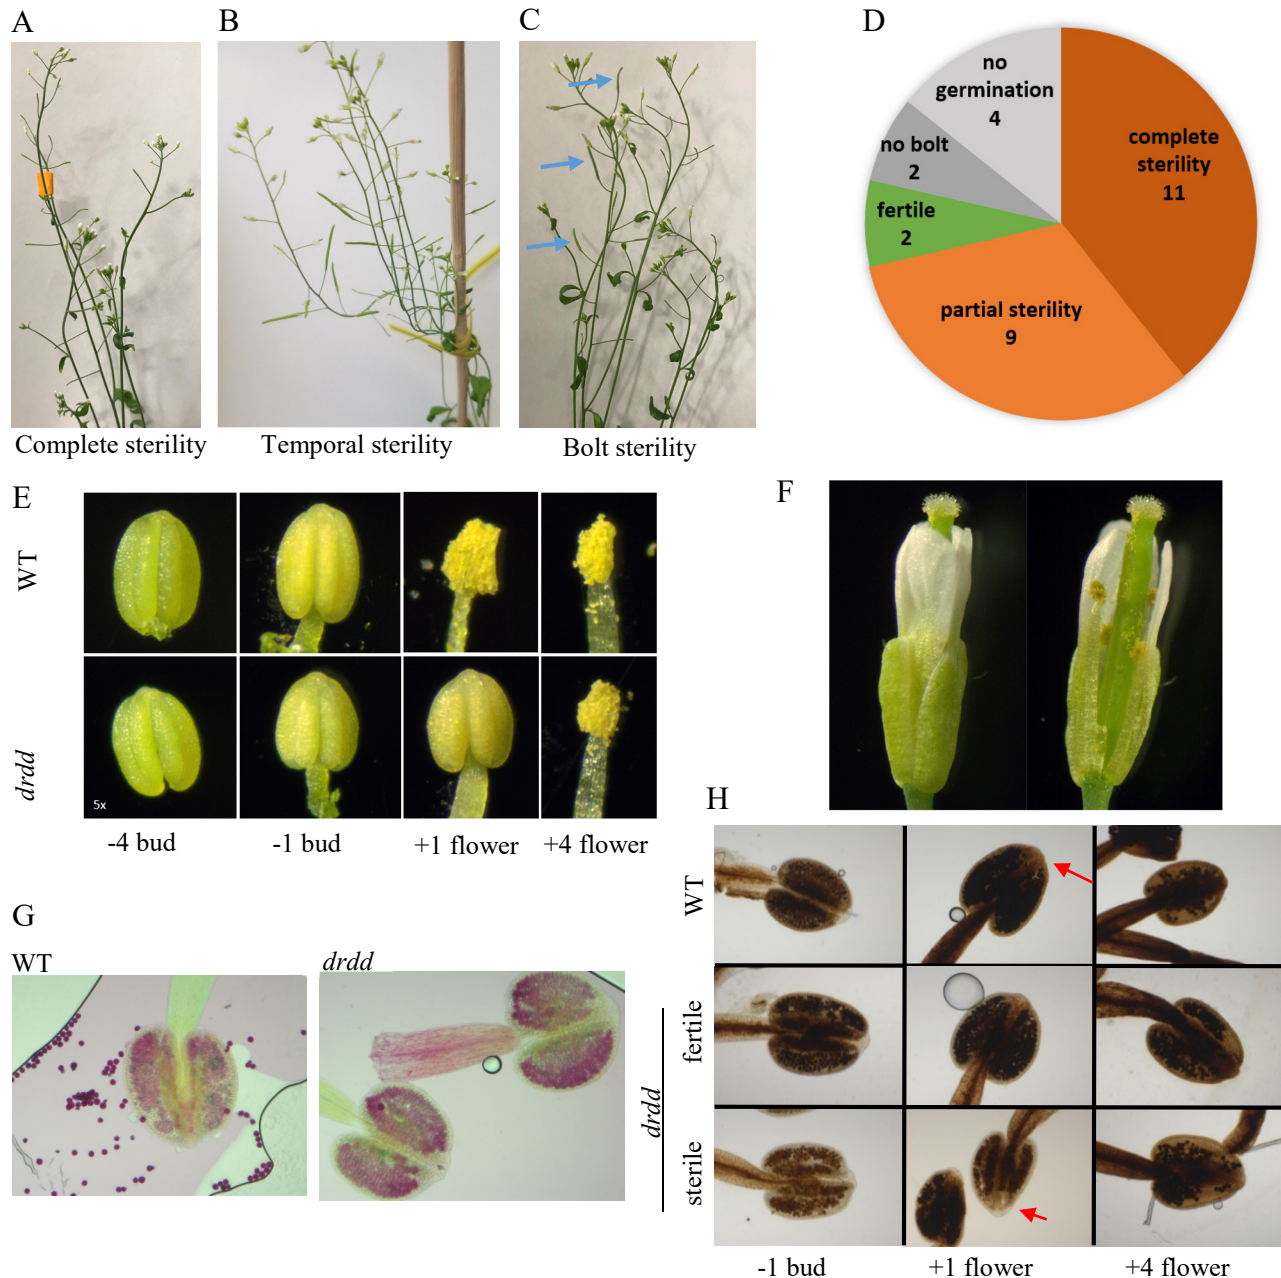 A
B
C
D
Complete sterility
Temporal sterility
Bolt sterility
no
germination
4
no bolt
2
fertile
2
complete
sterility
11
partial sterility
9
E
WT
drdd
5x
-4 bud
-1 bud
+1 flower
+4 flower
F
G
WT
drdd
H
WT
fertile
sterile
drdd
-1 bud
+1 flower
+4 flower